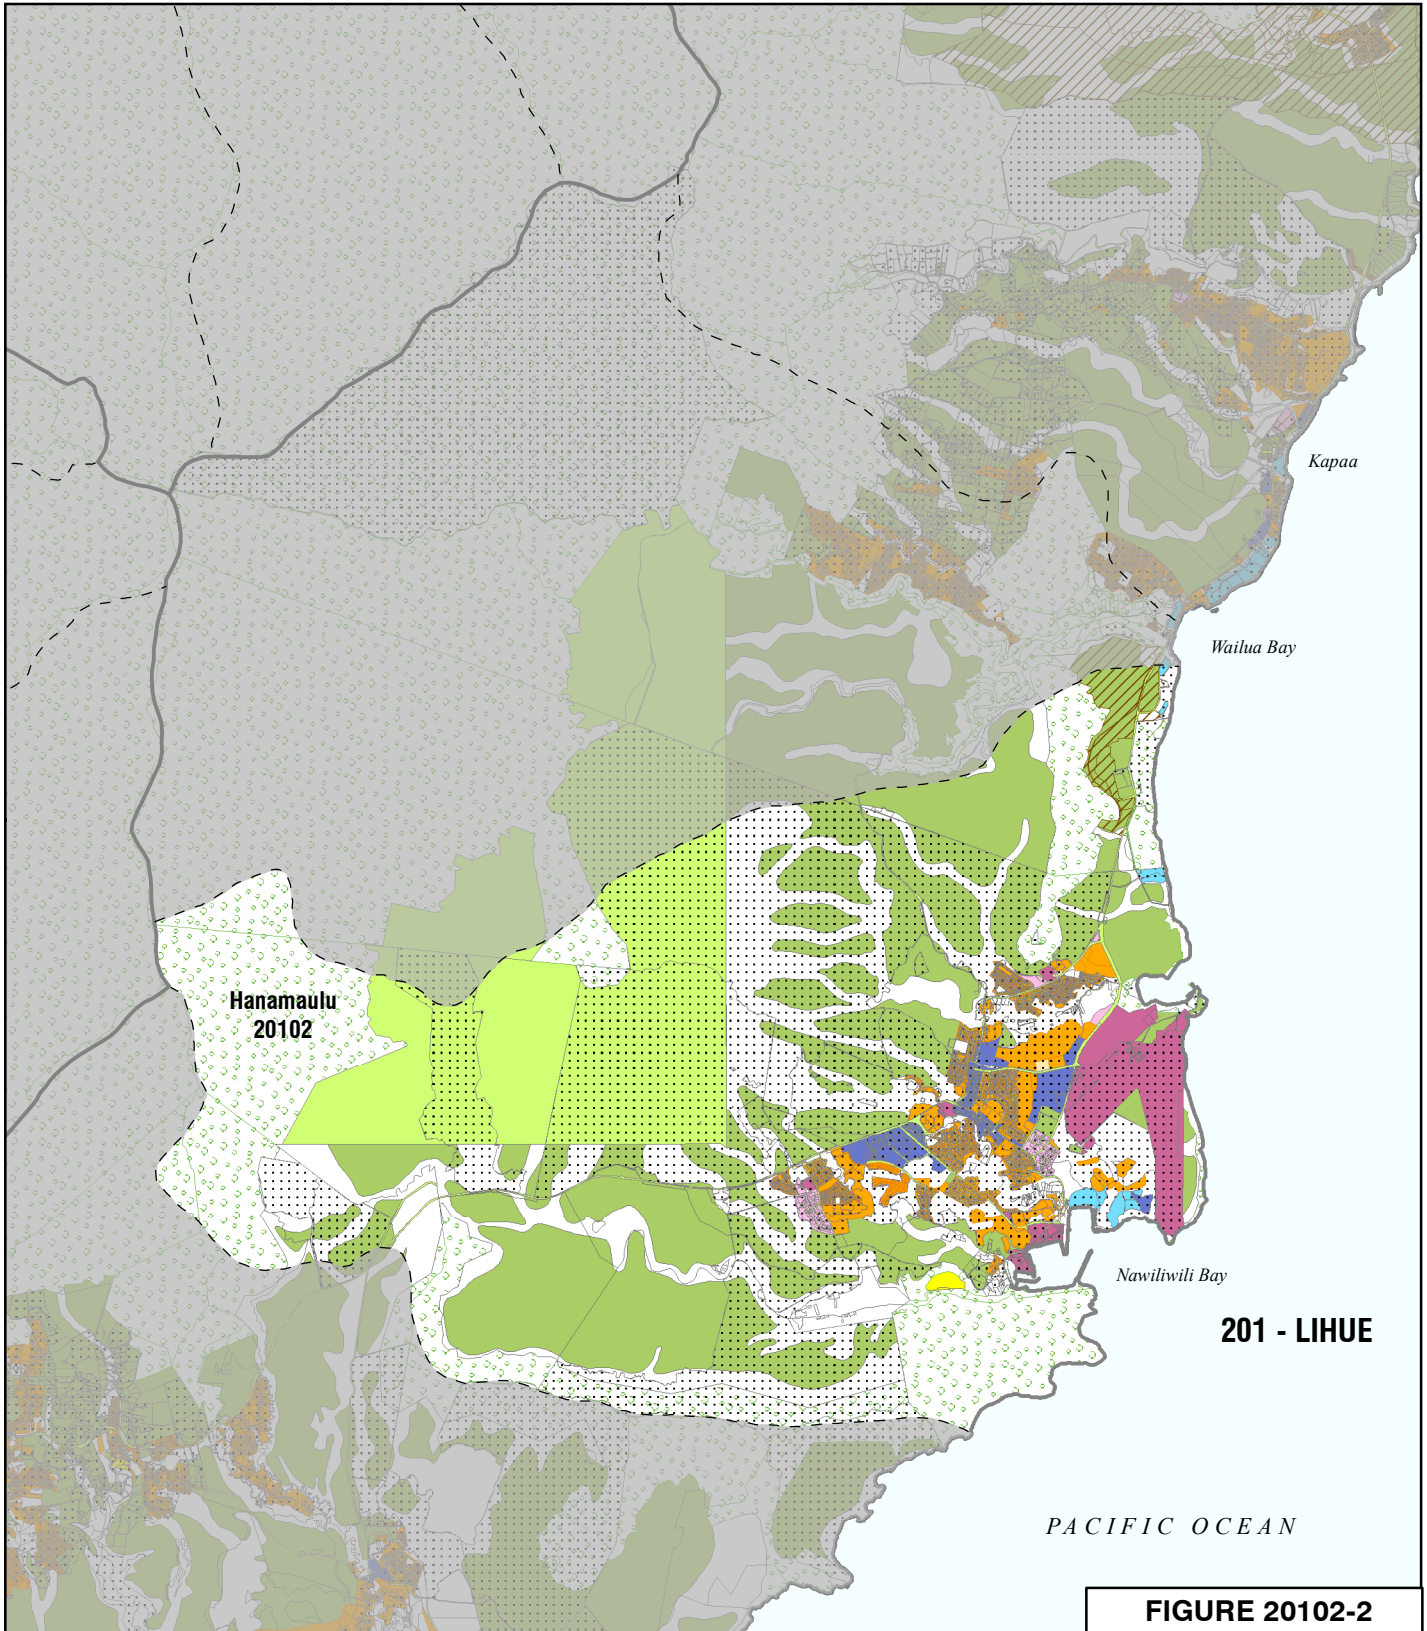 Kapaa
Wailua Bay
Hanamaulu
20102
Nawiliwili Bay
201 - LIHUE
PACIFIC OCEAN
FIGURE 20102-2